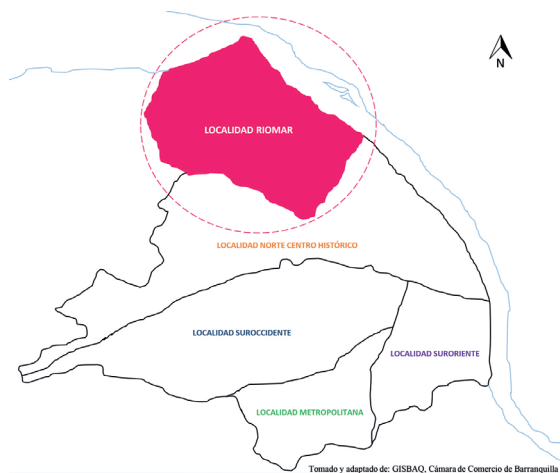 N
LOCALIDAD RIOMAR
LOCALIDAD NORTE CENTRO HISTÓRICO
LOCALIDAD SUROCCIDENTE
LOCALIDAD SURORIENTE
LOCALIDAD METROPOLITANA
Tomado y adaptado de: GISBAQ, Cámara de Comercio de Barranquilla